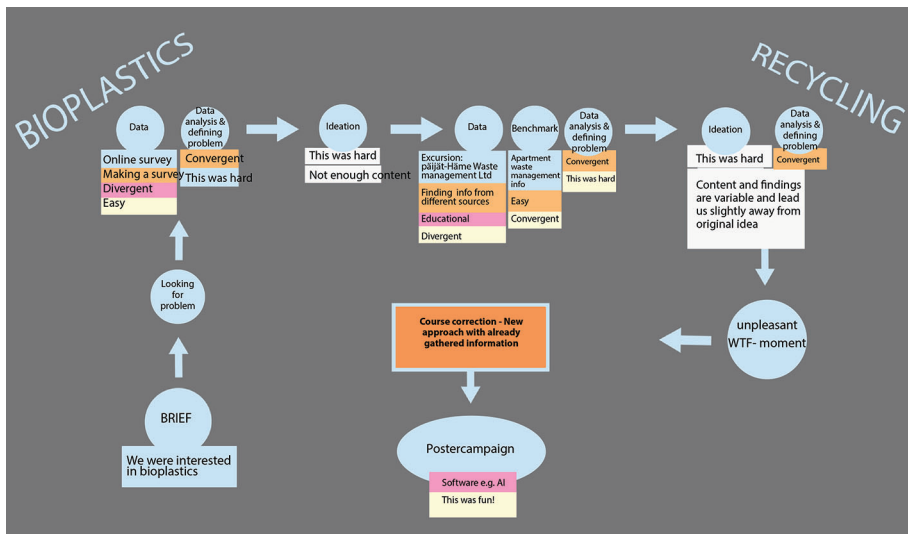 BIOPLASTICS
RECYCLING
Data
Online survey
Making a survey
Divergent
Easy
Data
analysis &
defining
problem
Convergent
This was hard
Ideation
This was hard
Not enough content
Data
Excursion:
päijät-Häme Waste
management Ltd
Finding info from
different sources
Educational
Divergent
Benchmark
Apartment
waste
management
info
Easy
Convergent
Data
analysis &
defining
problem
Convergent
This was hard
Ideation
This was hard
Content and findings
are variable and lead
us slightly away from
original idea
Data
analysis &
defining
problem
Convergent
Looking
for
problem
BRIEF
We were interested
in bioplastics
unpleasant
WTF- moment
Course correction - New
approach with already
gathered information
Postercampaign
Software e.g. AI
This was fun!